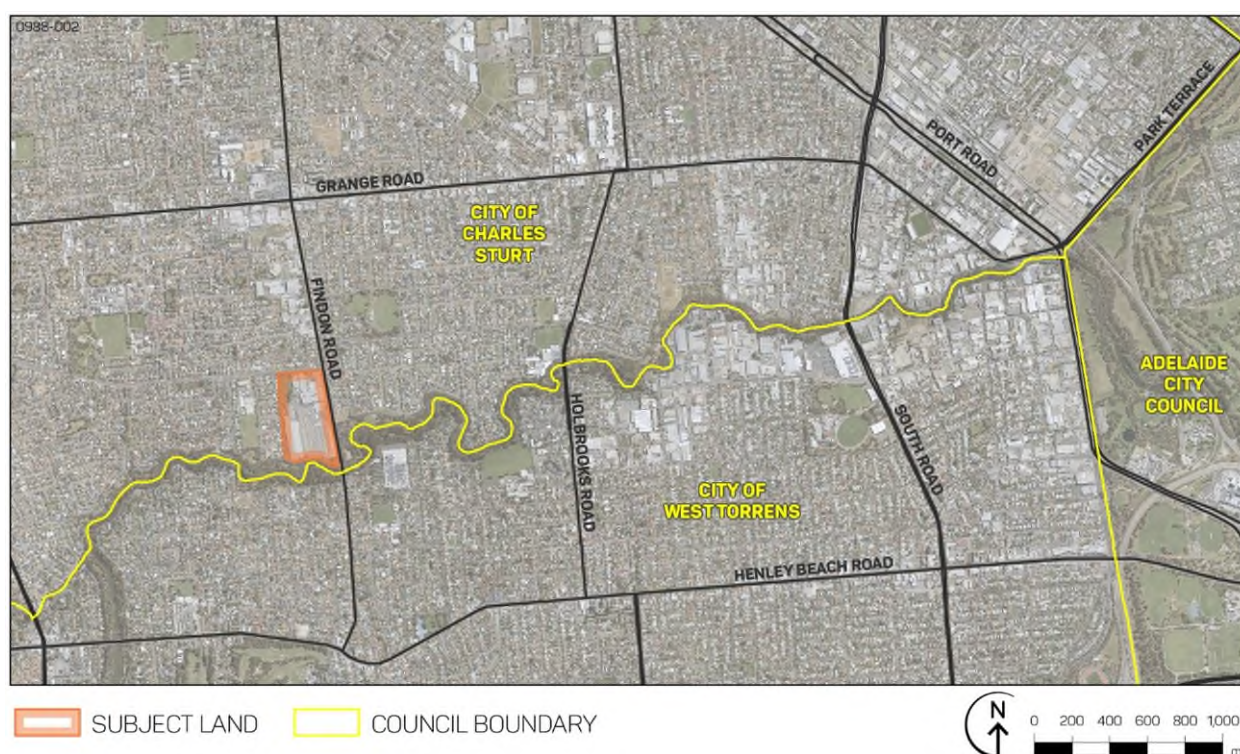 0988-002
PORT ROAD
PARK TERRACE
GRANGE ROAD
CITY OF
CHARLES
STURT
FINDON ROAD
ADELAIDE
CITY
COUNCIL
HOLBROOKS ROAD
SOUTH ROAD
CITY OF
WEST TORRENS
HENLEY BEACH ROAD
SUBJECT LAND
COUNCIL BOUNDARY
N
0 200 400 600 800 1,000
m